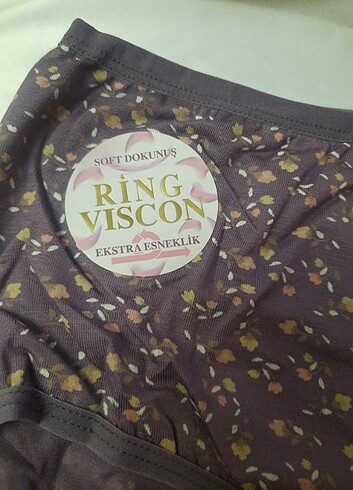 SOFT DOKUNUŞ
RİNG
VISCON
EKSTRA ESNEKLİK